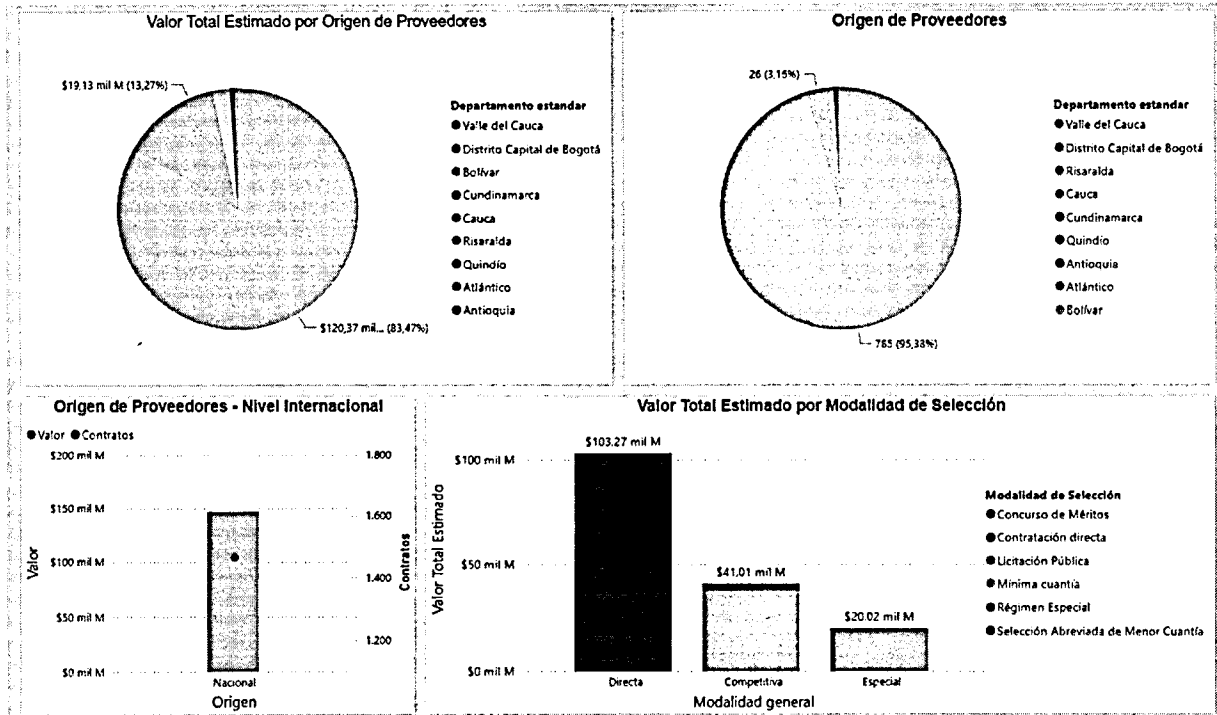 Valor Total Estimado por Origen de Proveedores
$19,13 mil M (13,27%)
$120,37 mil... (83,47%)
Departamento estandar
Valle del Cauca
Distrito Capital de Bogotá
Bolívar
Cundinamarca
Cauca
Risaralda
Quindío
Atlántico
Antioquia
Origen de Proveedores
26 (3,15%)
785 (95,38%)
Departamento estandar
Valle del Cauca
Distrito Capital de Bogotá
Risaralda
Cauca
Cundinamarca
Quindío
Antioquia
Atlántico
Bolívar
Origen de Proveedores - Nivel Internacional
Valor Contratos
$200 mil M
$150 mil M
$100 mil M
$50 mil M
$0 mil M
Valor
1.800
1.600
1.400
1.200
Contratos
Nacional
Origen
Valor Total Estimado por Modalidad de Selección
$100 mil M
$50 mil M
$0 mil M
Valor Total Estimado
$103.27 mil M
$41.01 mil M
$20.02 mil M
Directa
Competitiva
Especial
Modalidad general
Modalidad de Selección
Concurso de Méritos
Contratación directa
Licitación Pública
Mínima cuantía
Régimen Especial
Selección Abreviada de Menor Cuantía